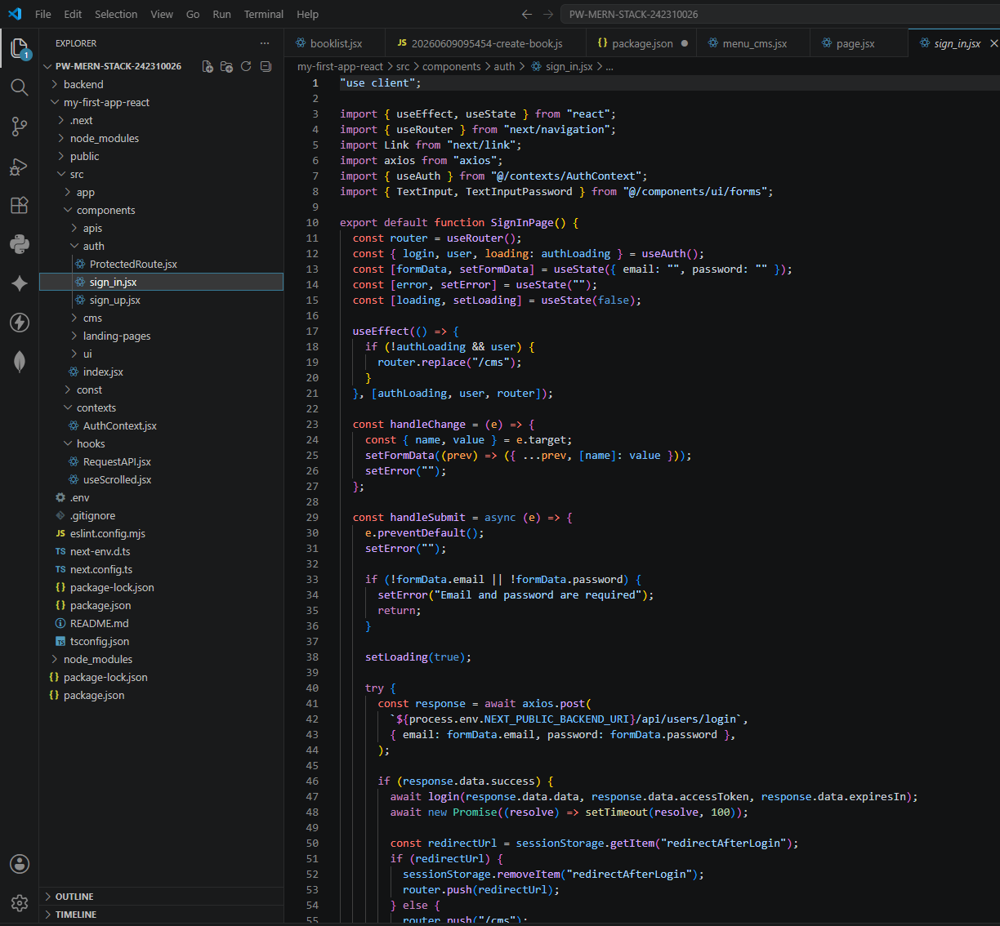 File Edit Selection View Go Run Terminal Help
PW-MERN-STACK-242310026
EXPLORER
PW-MERN-STACK-242310026
backend
my-first-app-react
.next
node_modules
public
src
app
components
apis
auth
ProtectedRoute.jsx
sign_in.jsx
sign_up.jsx
cms
landing-pages
ui
index.jsx
const
contexts
AuthContext.jsx
hooks
RequestAPI.jsx
useScrolled.jsx
.env
.gitignore
JS eslint.config.mjs
TS next-env.d.ts
TS next.config.ts
{} package-lock.json
{} package.json
README.md
TS tsconfig.json
node_modules
{} package-lock.json
{} package.json
OUTLINE
TIMELINE
1
booklist.jsx JS 20260609095454-create-book.js {} package.json menu_cms.jsx page.jsx sign_in.jsx
my-first-app-react > src > components > auth > sign_in.jsx > ...
1 "use client";
2
3 import { useEffect, useState } from "react";
4 import { useRouter } from "next/navigation";
5 import Link from "next/link";
6 import axios from "axios";
7 import { useAuth } from "@/contexts/AuthContext";
8 import { TextInput, TextInputPassword } from "@/components/ui/forms";
9
10 export default function SignInPage() {
11 const router = useRouter();
12 const { login, user, loading: authLoading } = useAuth();
13 const [formData, setFormData] = useState({ email: "", password: "" });
14 const [error, setError] = useState("");
15 const [loading, setLoading] = useState(false);
16
17 useEffect(() => {
18 if (!authLoading && user) {
19 router.replace("/cms");
20 }
21 }, [authLoading, user, router]);
22
23 const handleChange = (e) => {
24 const { name, value } = e.target;
25 setFormData((prev) => ({ ...prev, [name]: value }));
26 setError("");
27 };
28
29 const handleSubmit = async (e) => {
30 e.preventDefault();
31 setError("");
32
33 if (!formData.email || !formData.password) {
34 setError("Email and password are required");
35 return;
36 }
37
38 setLoading(true);
39
40 try {
41 const response = await axios.post(
42 `${process.env.NEXT_PUBLIC_BACKEND_URI}/api/users/login`,
43 { email: formData.email, password: formData.password },
44 );
45
46 if (response.data.success) {
47 await login(response.data.data, response.data.accessToken, response.data.expiresIn);
48 await new Promise((resolve) => setTimeout(resolve, 100));
49
50 const redirectUrl = sessionStorage.getItem("redirectAfterLogin");
51 if (redirectUrl) {
52 sessionStorage.removeItem("redirectAfterLogin");
53 router.push(redirectUrl);
54 } else {
55 router.push("/cms");